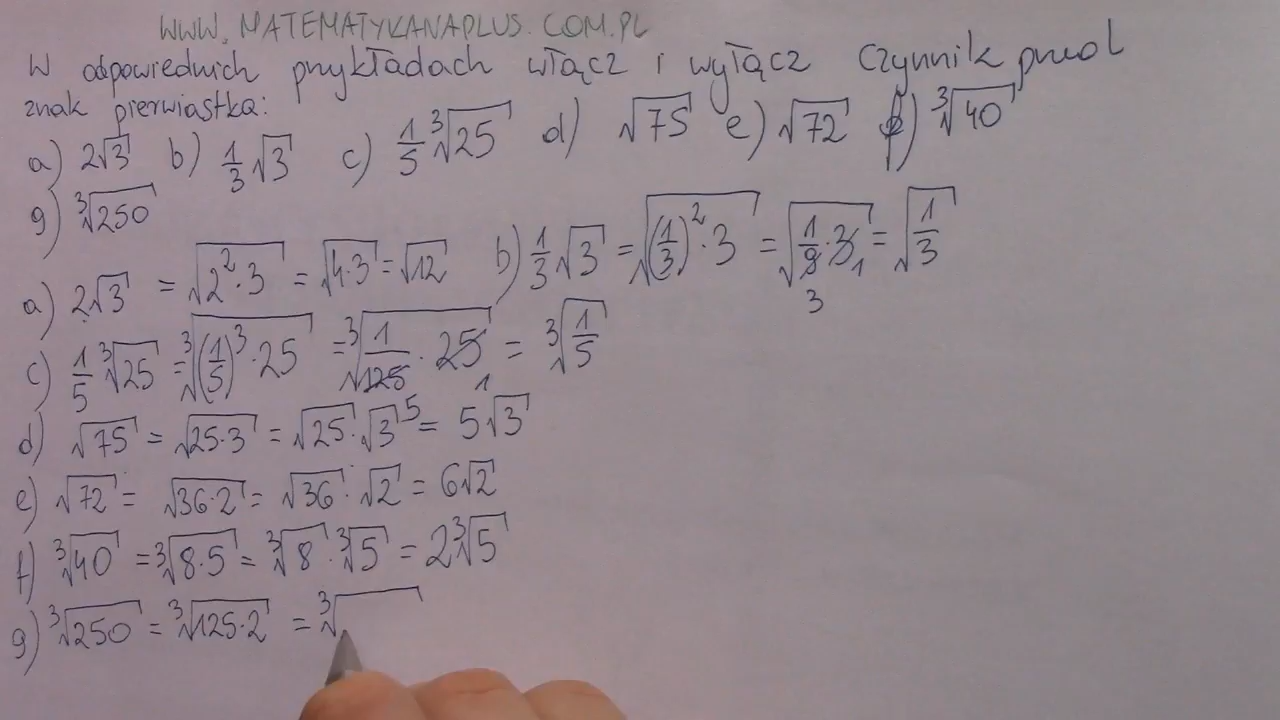 WWW.MATEMATYKANAPLUS.COM.PL
W odpowiednich przykładach włącz i wyłącz czynnik przed
znak pierwiastka:
a) 2√3 b) 1/3 √3 c) 1/5 ∛25 d) √75 e) √72 f) ∛40
g) ∛250
a) 2√3 = √(2²·3) = √(4·3) = √12 b) 1/3 √3 = √((1/3)²·3) = √(1/9·3) 3 1 = √(1/3)
c) 1/5 ∛25 = ∛((1/5)³·25) = ∛(1/125·25) 1 = ∛(1/5)
d) √75 = √(25·3) = √25·√3 5 = 5√3
e) √72 = √(36·2) = √36·√2 = 6√2
f) ∛40 = ∛(8·5) = ∛8·∛5 = 2∛5
g) ∛250 = ∛(125·2) = ∛